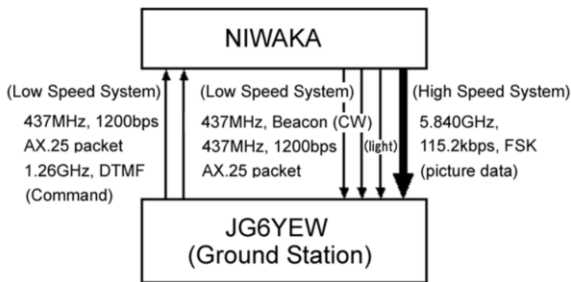 NIWAKA
(Low Speed System)
437MHz, 1200bps
AX.25 packet
1.26GHz, DTMF
(Command)
(Low Speed System)
437MHz, Beacon (CW)
437MHz, 1200bps
AX.25 packet
(light)
(High Speed System)
5.840GHz,
115.2kbps, FSK
(picture data)
JG6YEW
(Ground Station)